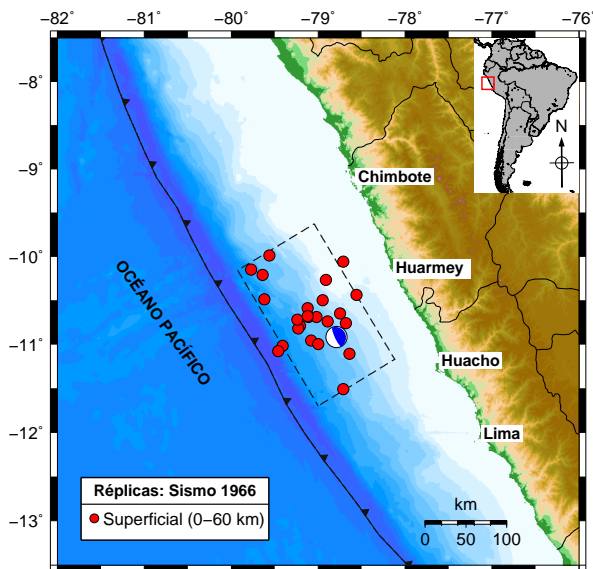 −82° −81° −80° −79° −78° −77° −76°
−8°
−9°
−10°
−11°
−12°
−13°
N
Chimbote
Huarmey
Huacho
Lima
OCÉANO PACÍFICO
Réplicas: Sismo 1966
Superficial (0−60 km)
km
0 50 100